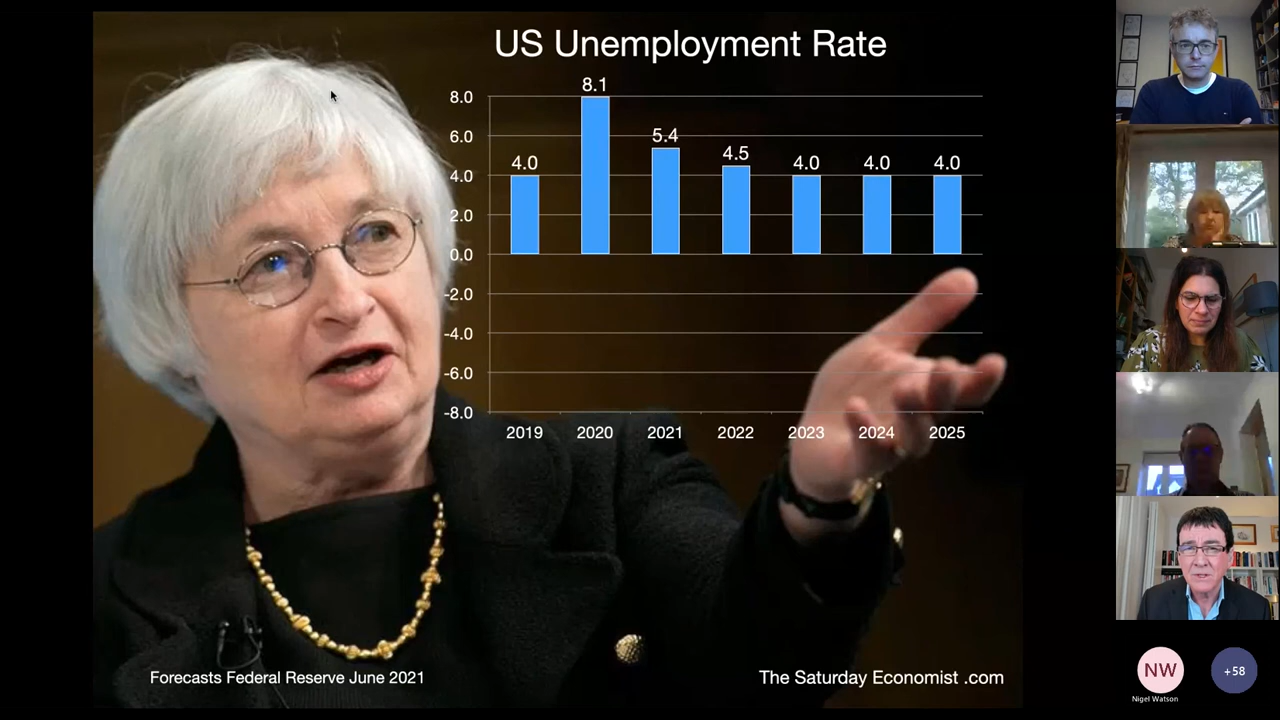 US Unemployment Rate
8.1
8.0
6.0
5.4
4.5
4.0
4.0
4.0
4.0
4.0
2.0
0.0
-2.0
-4.0
-6.0
-8.0
2019 2020 2021 2022 2023 2024 2025
Forecasts Federal Reserve June 2021
The Saturday Economist .com
NW
+58
Nigel Watson